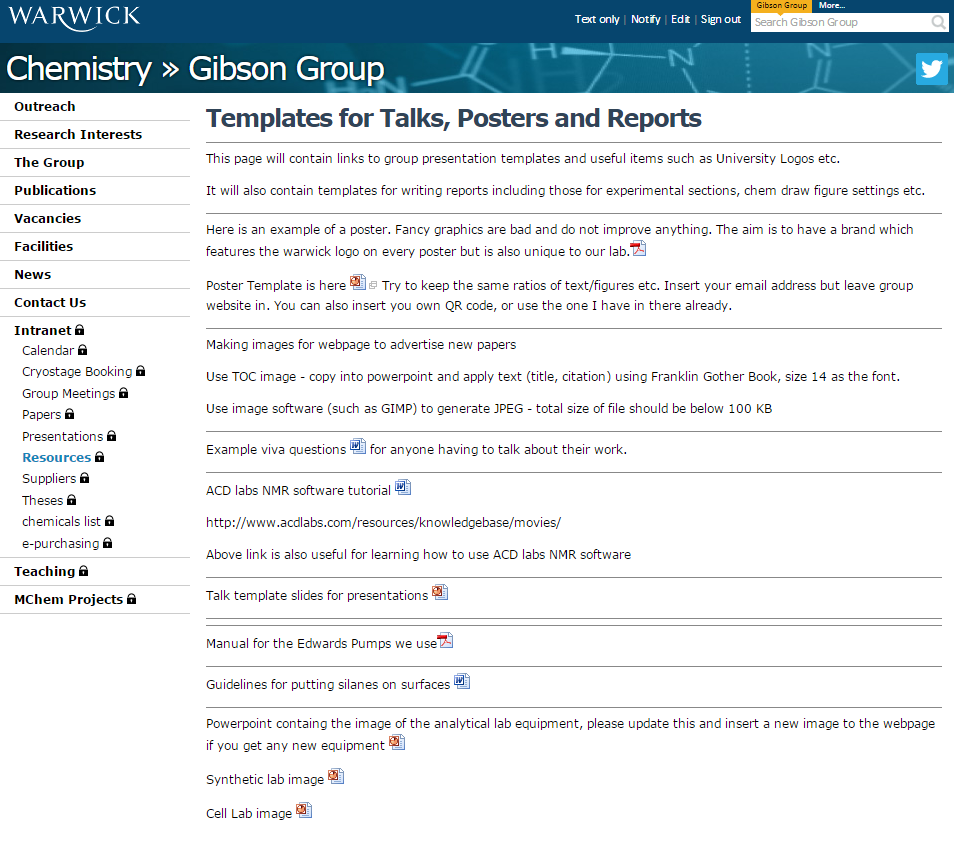 WARWICK
Text only | Notify | Edit | Sign out
Gibson Group
More...
Search Gibson Group
Chemistry » Gibson Group
Outreach
Research Interests
The Group
Publications
Vacancies
Facilities
News
Contact Us
Intranet
Calendar
Cryostage Booking
Group Meetings
Papers
Presentations
Resources
Suppliers
Theses
chemicals list
e-purchasing
Teaching
MChem Projects
Templates for Talks, Posters and Reports
This page will contain links to group presentation templates and useful items such as University Logos etc.
It will also contain templates for writing reports including those for experimental sections, chem draw figure settings etc.
Here is an example of a poster. Fancy graphics are bad and do not improve anything. The aim is to have a brand which
features the warwick logo on every poster but is also unique to our lab.
Poster Template is here Try to keep the same ratios of text/figures etc. Insert your email address but leave group
website in. You can also insert you own QR code, or use the one I have in there already.
Making images for webpage to advertise new papers
Use TOC image - copy into powerpoint and apply text (title, citation) using Franklin Gother Book, size 14 as the font.
Use image software (such as GIMP) to generate JPEG - total size of file should be below 100 KB
Example viva questions for anyone having to talk about their work.
ACD labs NMR software tutorial
http://www.acdlabs.com/resources/knowledgebase/movies/
Above link is also useful for learning how to use ACD labs NMR software
Talk template slides for presentations
Manual for the Edwards Pumps we use
Guidelines for putting silanes on surfaces
Powerpoint containg the image of the analytical lab equipment, please update this and insert a new image to the webpage
if you get any new equipment
Synthetic lab image
Cell Lab image